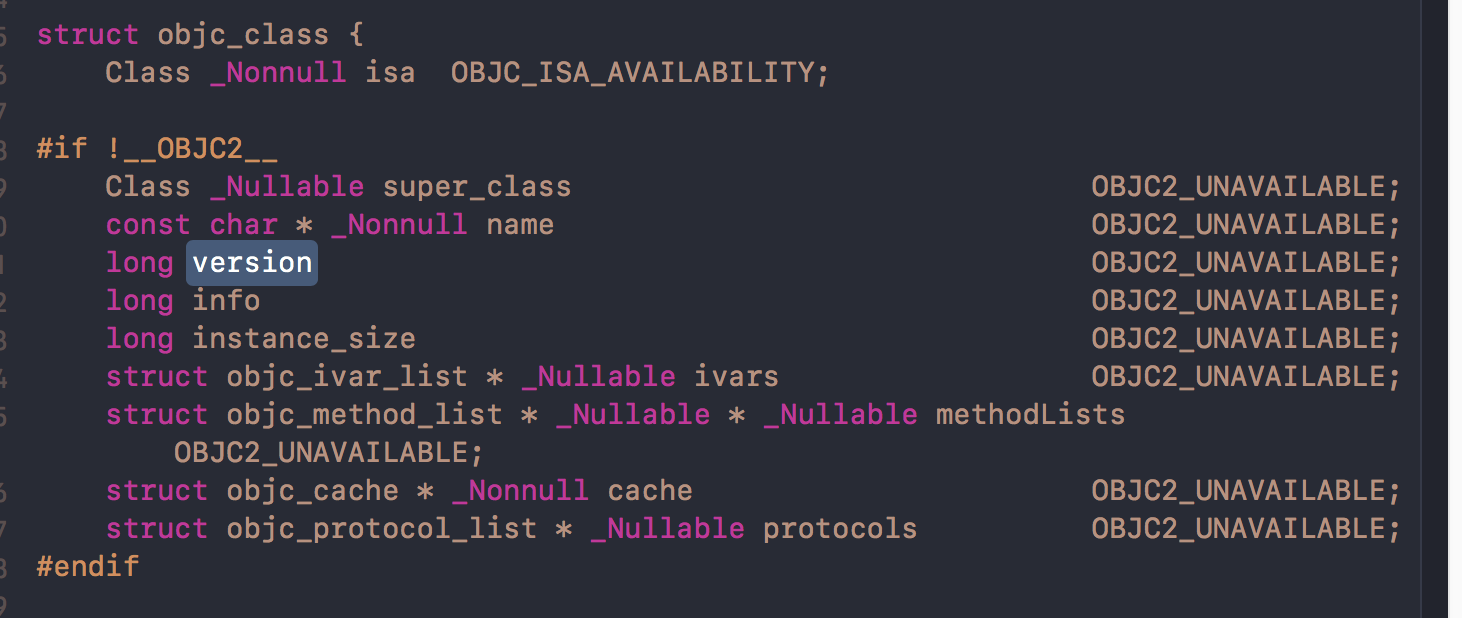 struct objc_class {
Class _Nonnull isa  OBJC_ISA_AVAILABILITY;
#if !__OBJC2__
Class _Nullable super_class OBJC2_UNAVAILABLE;
const char * _Nonnull name OBJC2_UNAVAILABLE;
long version OBJC2_UNAVAILABLE;
long info OBJC2_UNAVAILABLE;
long instance_size OBJC2_UNAVAILABLE;
struct objc_ivar_list * _Nullable ivars OBJC2_UNAVAILABLE;
struct objc_method_list * _Nullable * _Nullable methodLists
OBJC2_UNAVAILABLE;
struct objc_cache * _Nonnull cache OBJC2_UNAVAILABLE;
struct objc_protocol_list * _Nullable protocols OBJC2_UNAVAILABLE;
#endif